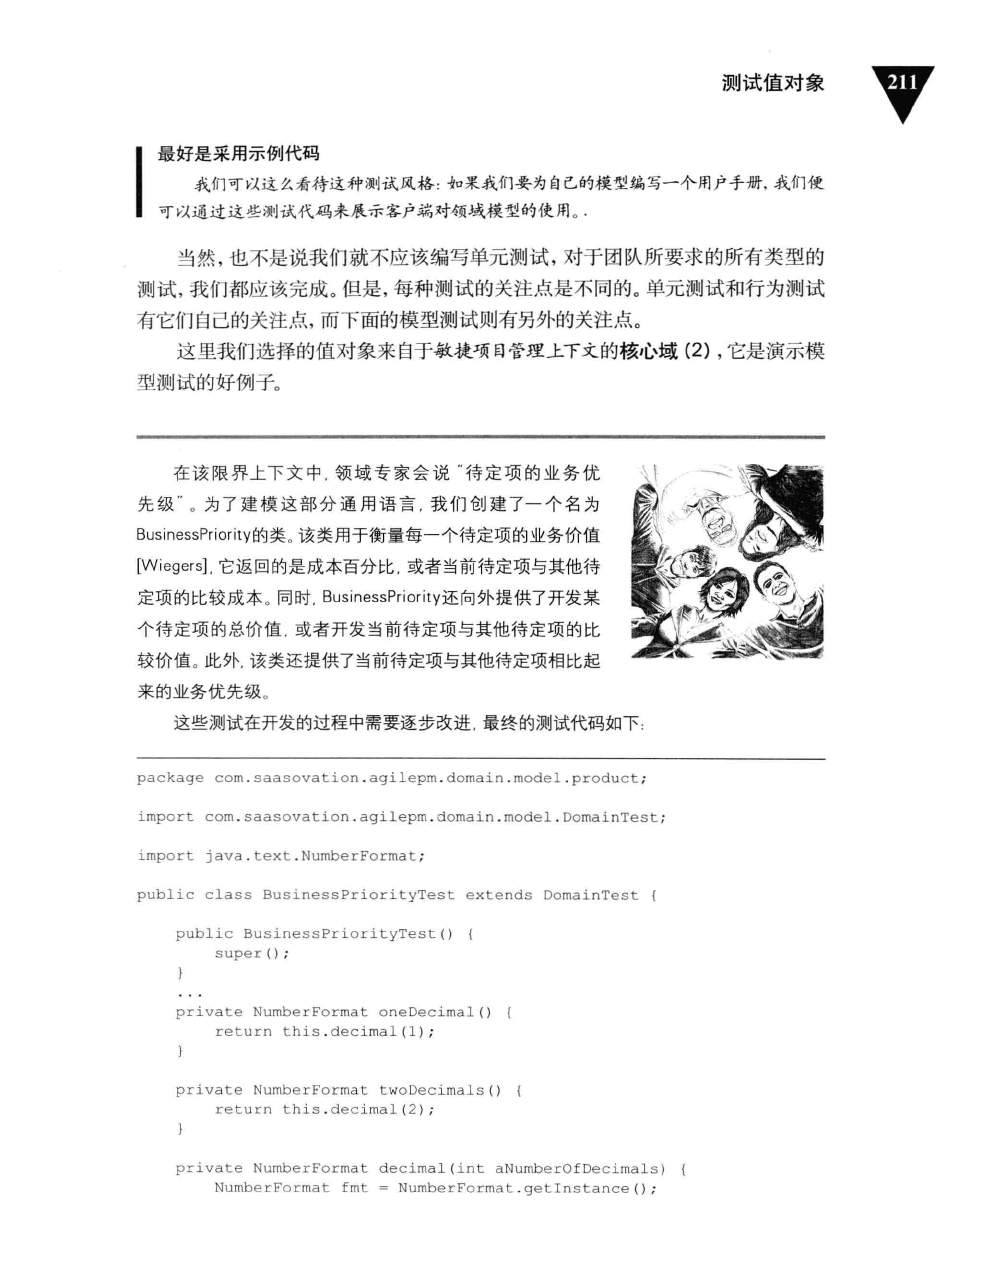 测试值对象
211
最好是采用示例代码
我们可以这么看待这种测试风格：如果我们要为自己的模型编写一个用户手册，我们便
可以通过这些测试代码来展示客户端对领域模型的使用。
当然，也不是说我们就不应该编写单元测试，对于团队所要求的所有类型的
测试，我们都应该完成。但是，每种测试的关注点是不同的。单元测试和行为测试
有它们自己的关注点，而下面的模型测试则有另外的关注点。
这里我们选择的值对象来自于敏捷项目管理上下文的核心域（2），它是演示模
型测试的好例子。
在该限界上下文中，领域专家会说“待定项的业务优
先级”。为了建模这部分通用语言，我们创建了一个名为
BusinessPriority的类。该类用于衡量每一个待定项的业务价值
[Wiegers]，它返回的是成本百分比，或者当前待定项与其他待
定项的比较成本。同时，BusinessPriority还向外提供了开发某
个待定项的总价值，或者开发当前待定项与其他待定项的比
较价值。此外，该类还提供了当前待定项与其他待定项相比起
来的业务优先级。
这些测试在开发的过程中需要逐步改进，最终的测试代码如下：
package com.saasovation.agilepm.domain.model.product;
import com.saasovation.agilepm.domain.model.DomainTest;
import java.text.NumberFormat;
public class BusinessPriorityTest extends DomainTest {
public BusinessPriorityTest() {
super();
}
...
private NumberFormat oneDecimal() {
return this.decimal(1);
}
private NumberFormat twoDecimals() {
return this.decimal(2);
}
private NumberFormat decimal(int aNumberOfDecimals) {
NumberFormat fmt = NumberFormat.getInstance();